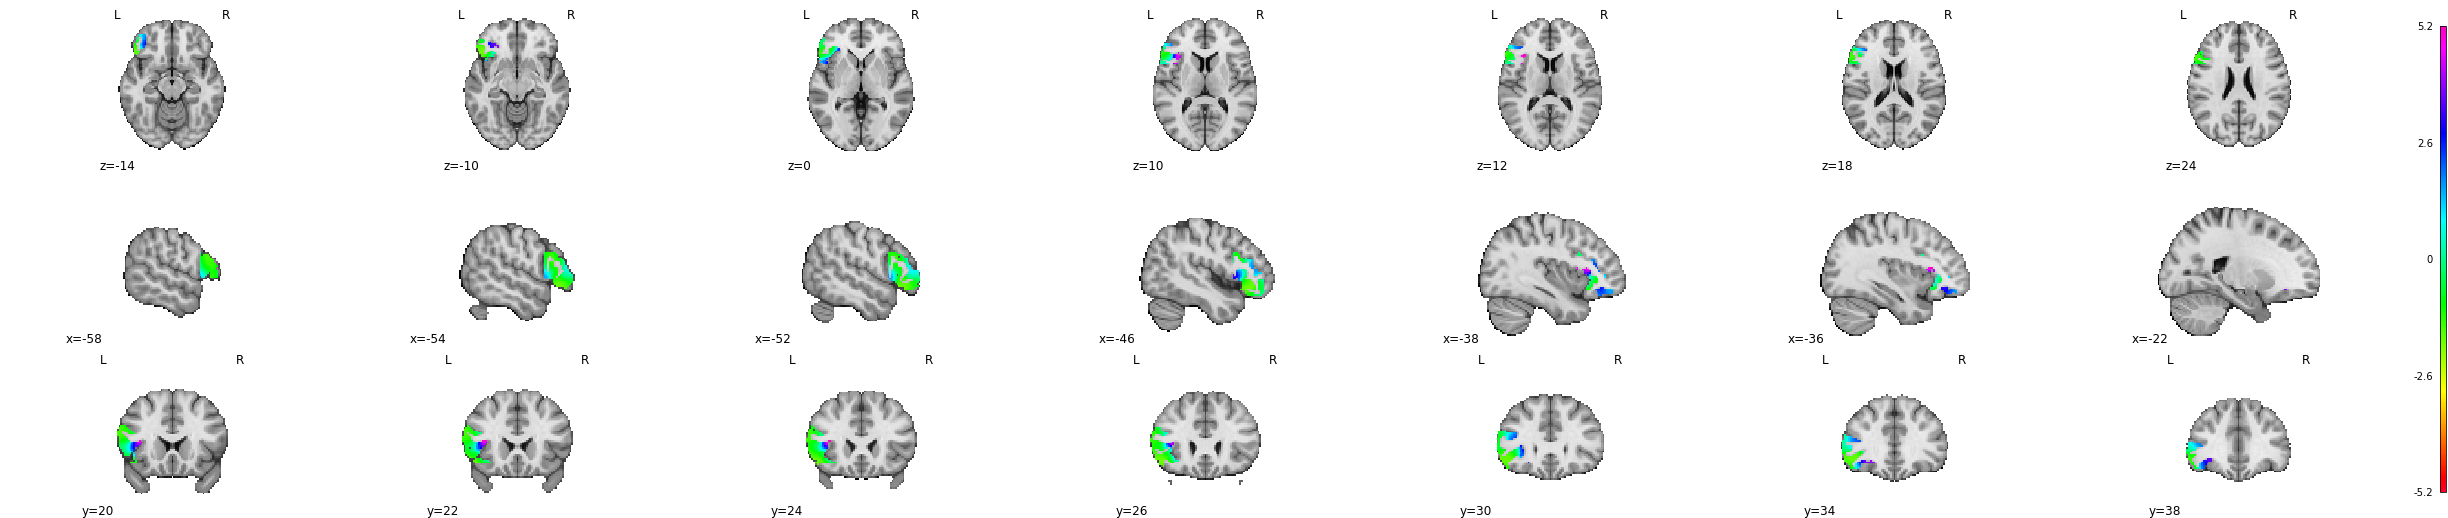 L R L R L R L R L R L R L R
5.2
z=-14 z=-10 z=0 z=10 z=12 z=18 z=24
2.6
0
x=-58 x=-54 x=-52 x=-46 x=-38 x=-36 x=-22
L R L R L R L R L R L R L R
-2.6
-5.2
y=20 y=22 y=24 y=26 y=30 y=34 y=38